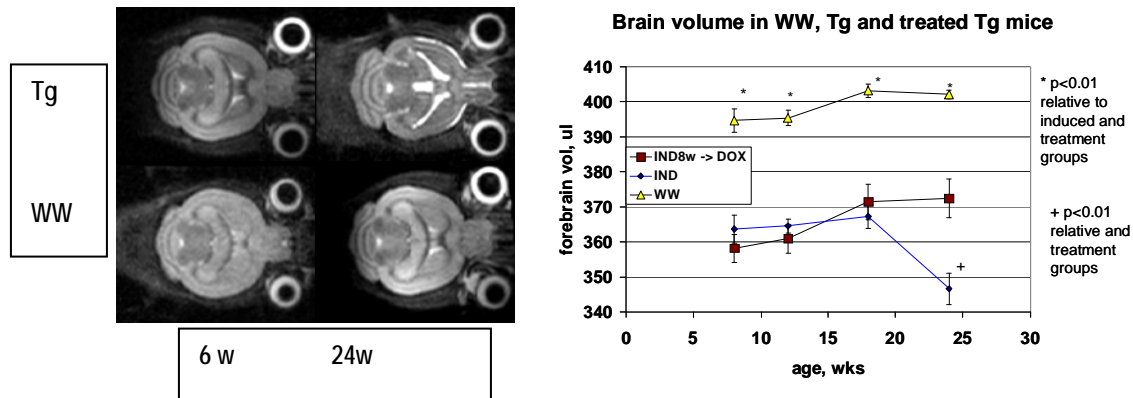 Tg
WW
6 w 24w
Brain volume in WW, Tg and treated Tg mice
410
400
390
380
370
360
350
340
forebrain vol, ul
0 5 10 15 20 25 30
age, wks
IND8w -> DOX
IND
WW
* * * *
+
* p<0.01
relative to
induced and
treatment
groups
+ p<0.01
relative and
treatment
groups